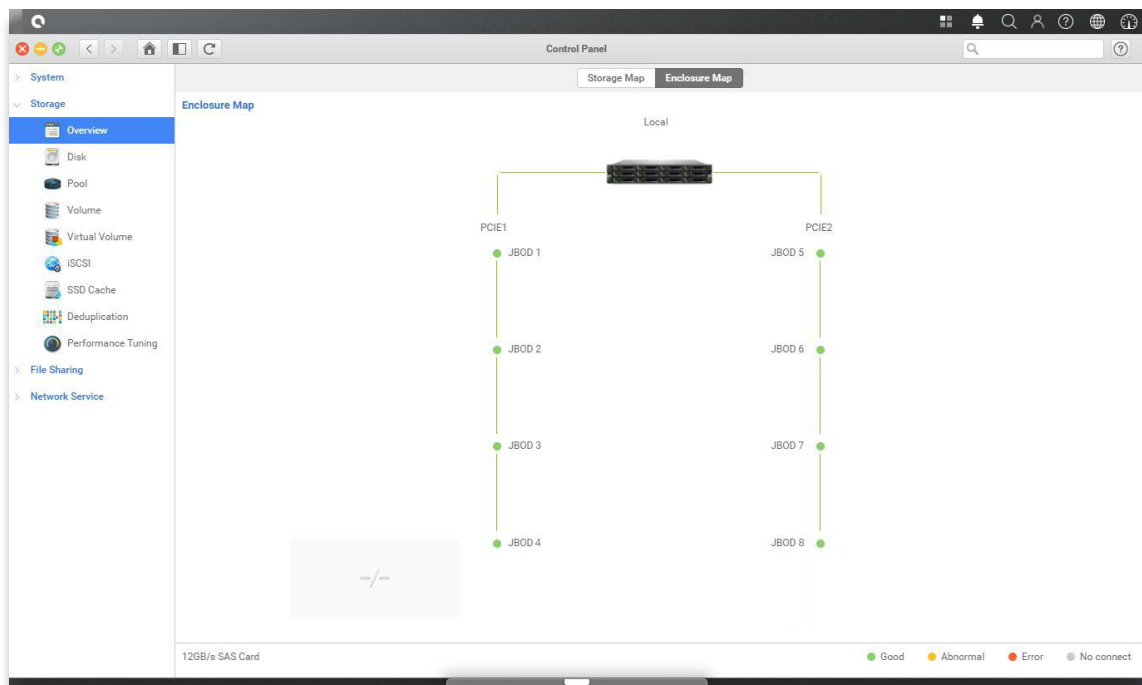 Control Panel
System
Storage
Overview
Disk
Pool
Volume
Virtual Volume
iSCSI
SSD Cache
Deduplication
Performance Tuning
File Sharing
Network Service
Storage Map Enclosure Map
Enclosure Map
Local
PCIE1 PCIE2
JBOD 1 JBOD 5
JBOD 2 JBOD 6
JBOD 3 JBOD 7
JBOD 4 JBOD 8
-/-
12GB/s SAS Card
Good Abnormal Error No connect